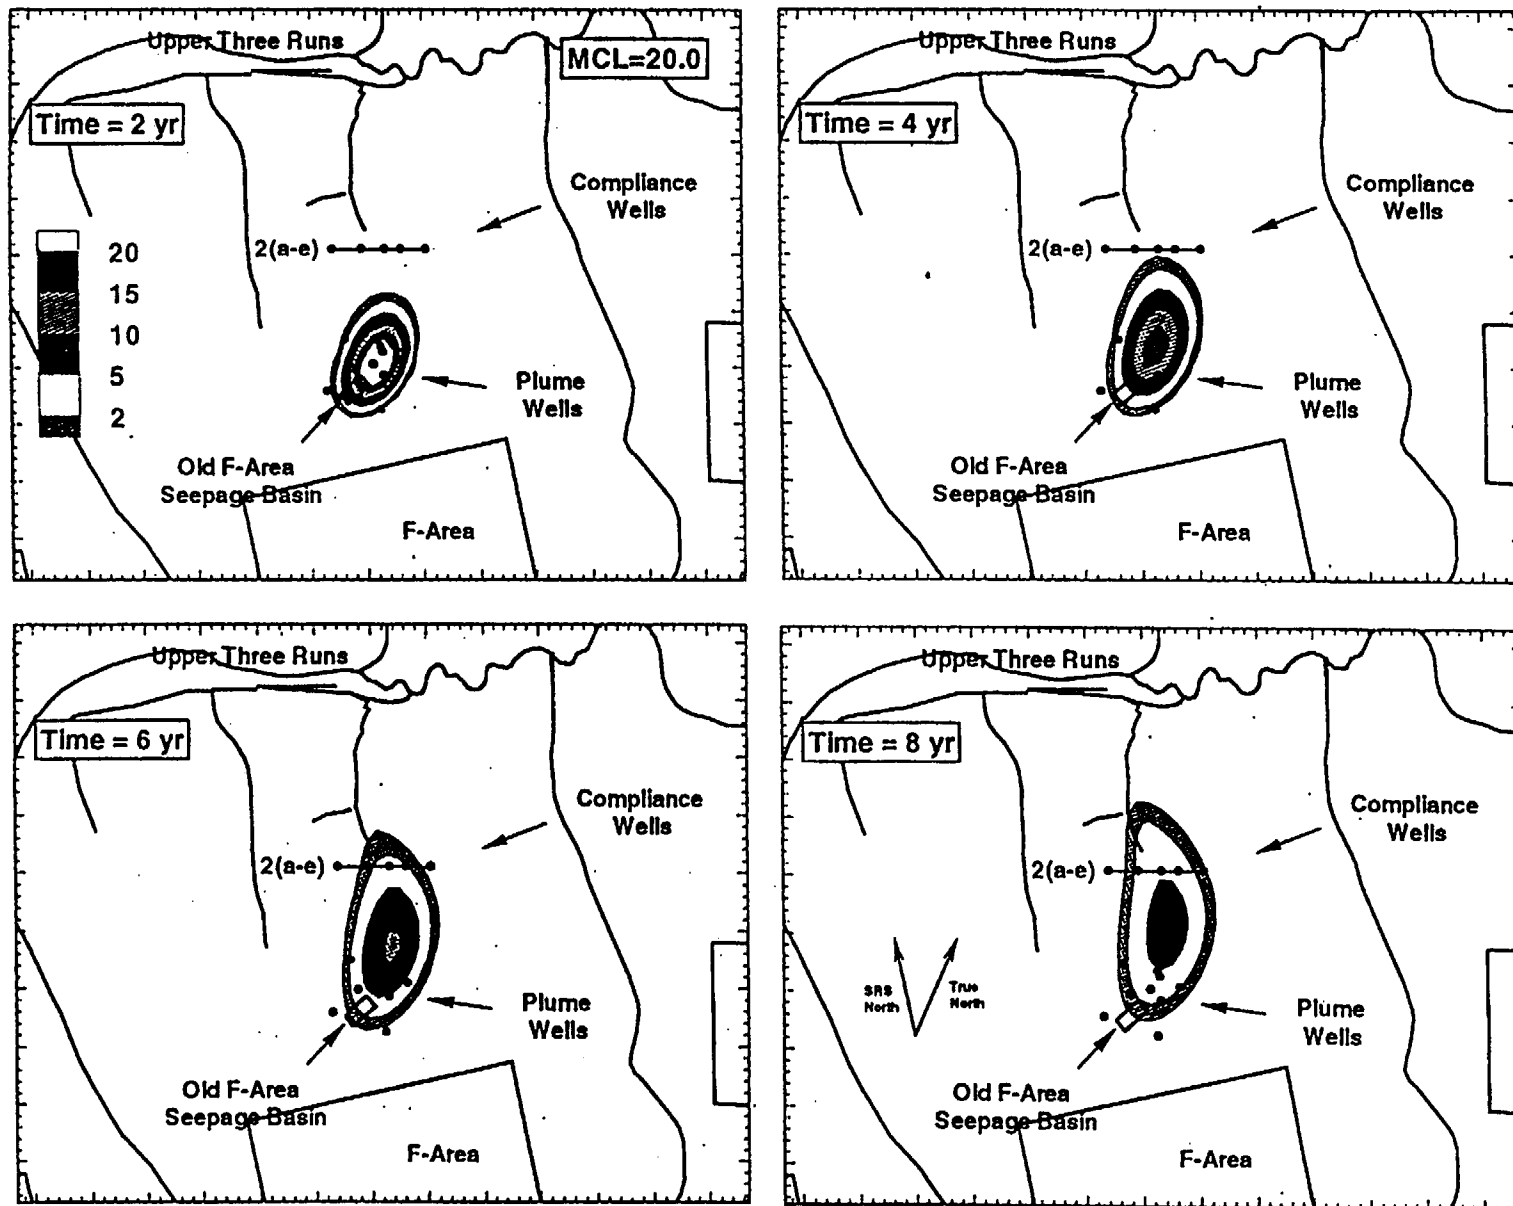 Upper Three Runs
MCL=20.0
Time = 2 yr
Compliance
Wells
2(a-e)
20
15
10
5
2
Plume
Wells
Old F-Area
Seepage Basin
F-Area
Upper Three Runs
Time = 4 yr
Compliance
Wells
2(a-e)
Plume
Wells
Old F-Area
Seepage Basin
F-Area
Upper Three Runs
Time = 6 yr
Compliance
Wells
2(a-e)
Plume
Wells
Old F-Area
Seepage Basin
F-Area
Upper Three Runs
Time = 8 yr
Compliance
Wells
2(a-e)
SRS
North
True
North
Plume
Wells
Old F-Area
Seepage Basin
F-Area